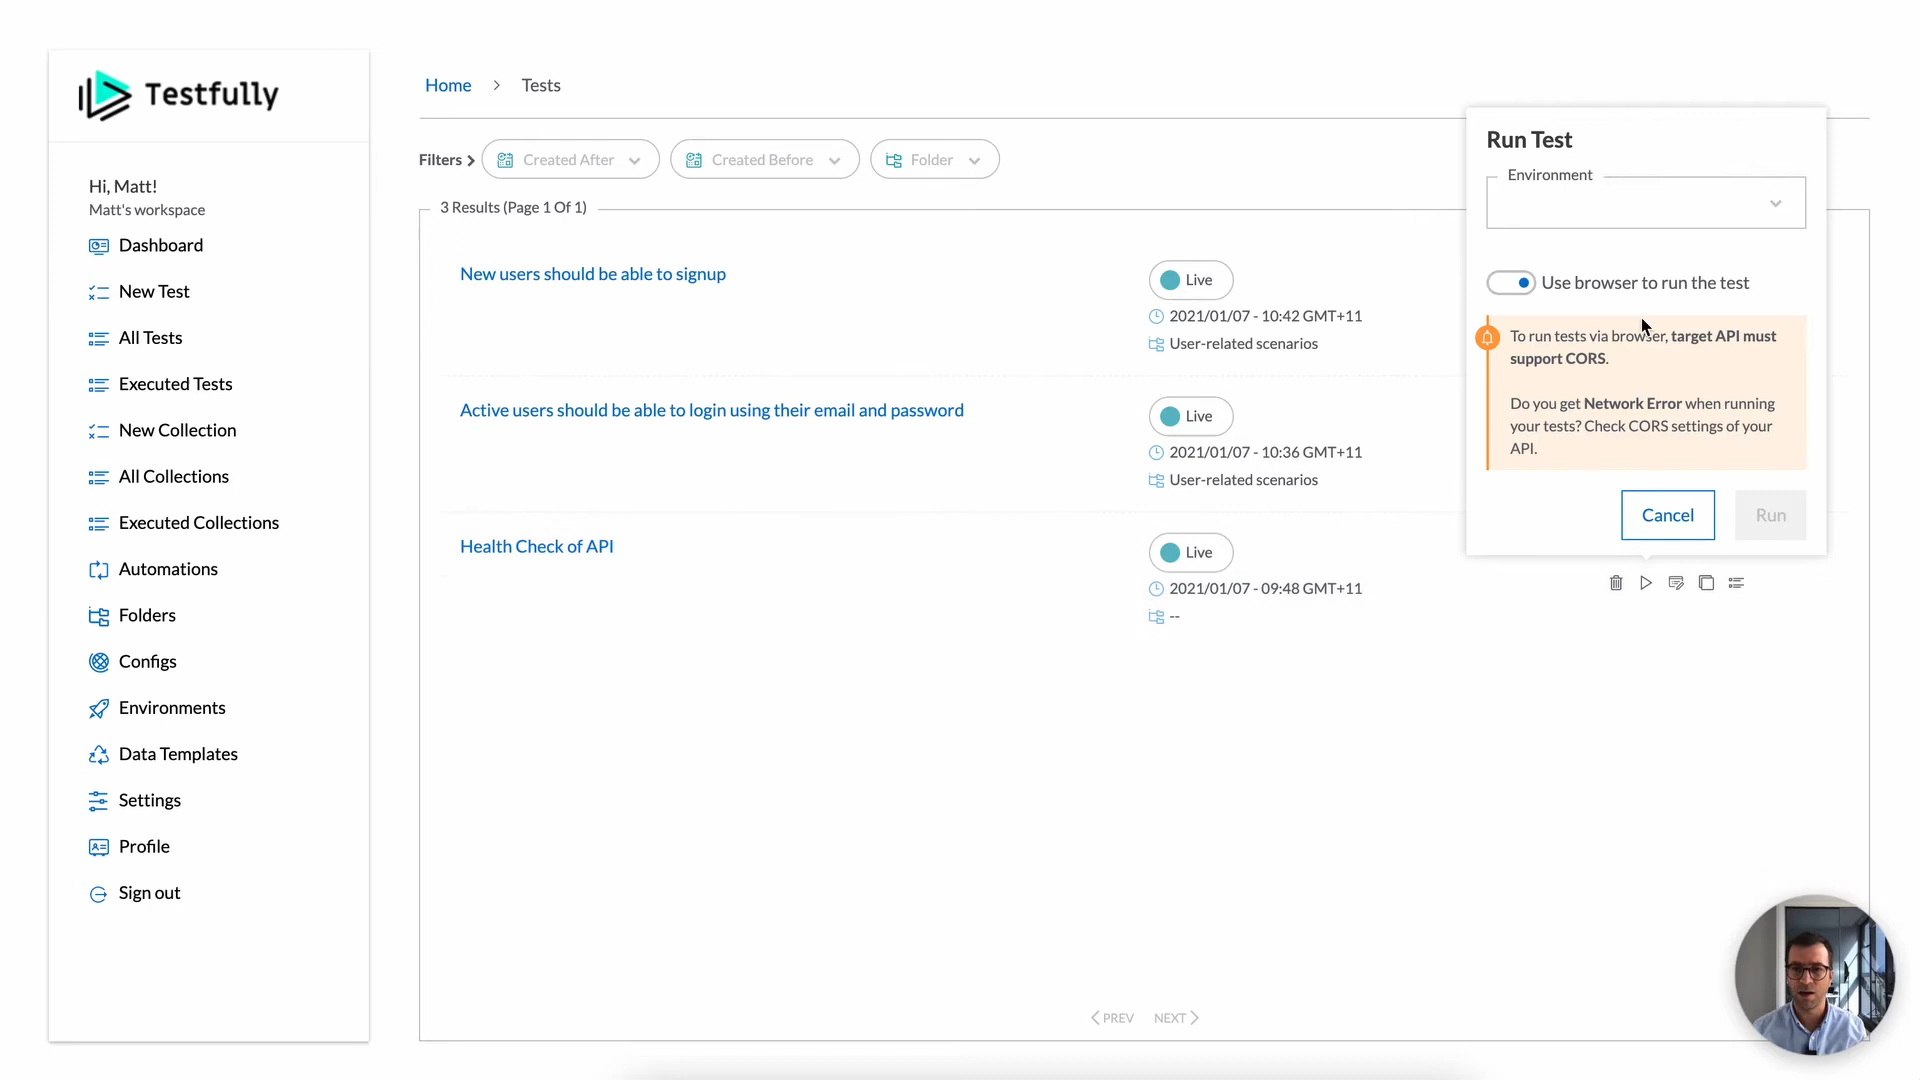 Testfully
Hi, Matt!
Matt's workspace
Dashboard
New Test
All Tests
Executed Tests
New Collection
All Collections
Executed Collections
Automations
Folders
Configs
Environments
Data Templates
Settings
Profile
Sign out
Home > Tests
Filters
Created After
Created Before
Folder
3 Results (Page 1 Of 1)
New users should be able to signup
Live
2021/01/07 - 10:42 GMT+11
User-related scenarios
Active users should be able to login using their email and password
Live
2021/01/07 - 10:36 GMT+11
User-related scenarios
Health Check of API
Live
2021/01/07 - 09:48 GMT+11
--
PREV
NEXT
Run Test
Environment
Use browser to run the test
To run tests via browser, target API must
support CORS.
Do you get Network Error when running
your tests? Check CORS settings of your
API.
Cancel
Run